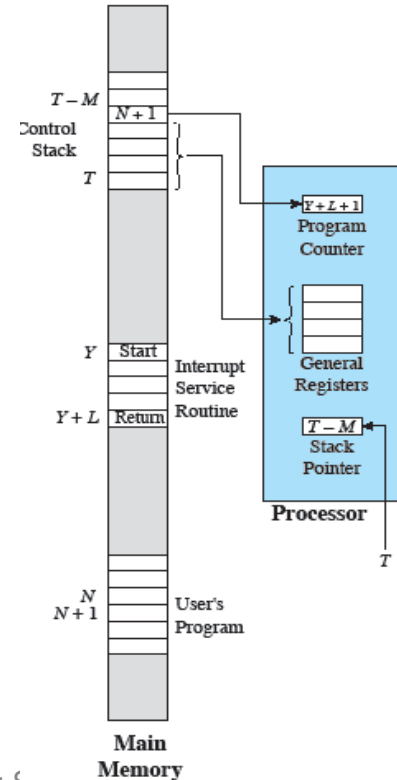 T – M
N + 1
Control
Stack
T
Y + L + 1
Program
Counter
Y
Start
Interrupt
Service
Routine
General
Registers
Y + L
Return
T – M
Stack
Pointer
Processor
T
N
N + 1
User's
Program
Main
Memory